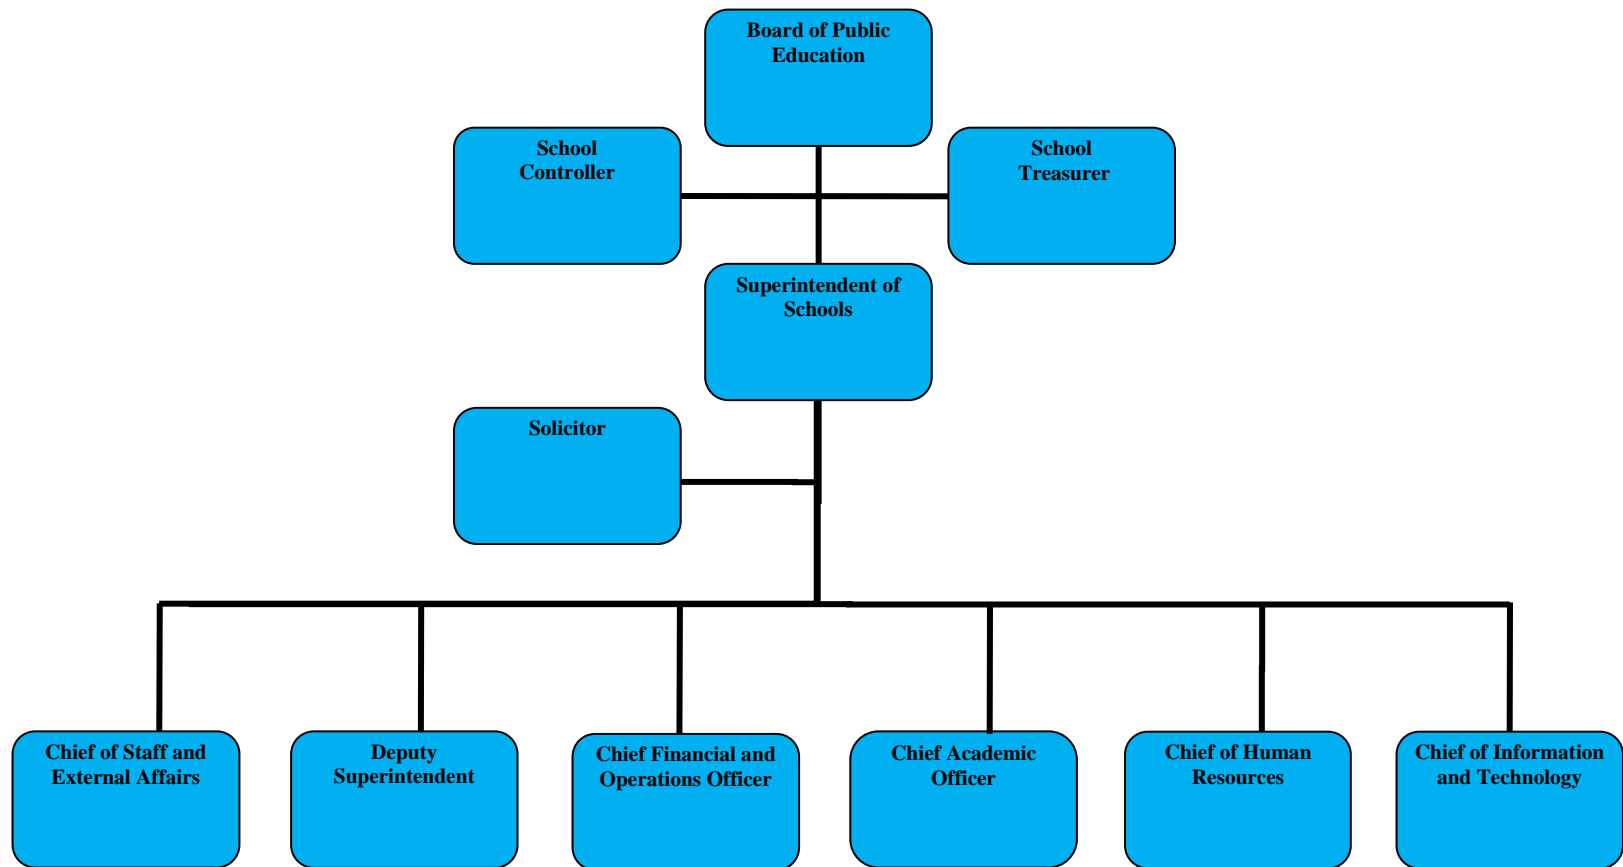 Board of Public
Education
School
Controller
School
Treasurer
Superintendent of
Schools
Solicitor
Chief of Staff and
External Affairs
Deputy
Superintendent
Chief Financial and
Operations Officer
Chief Academic
Officer
Chief of Human
Resources
Chief of Information
and Technology